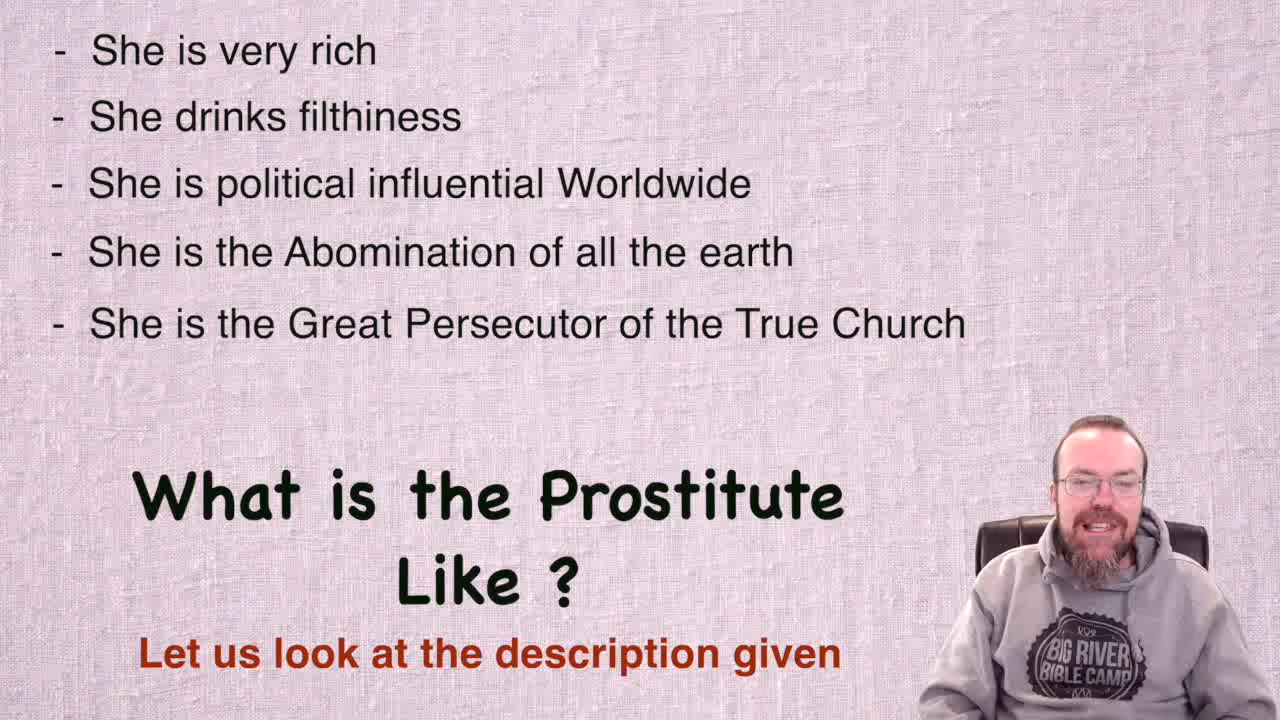 - She is very rich
- She drinks filthiness
- She is political influential Worldwide
- She is the Abomination of all the earth
- She is the Great Persecutor of the True Church
What is the Prostitute
Like ?
Let us look at the description given
BIG RIVER
BIBLE CAMP